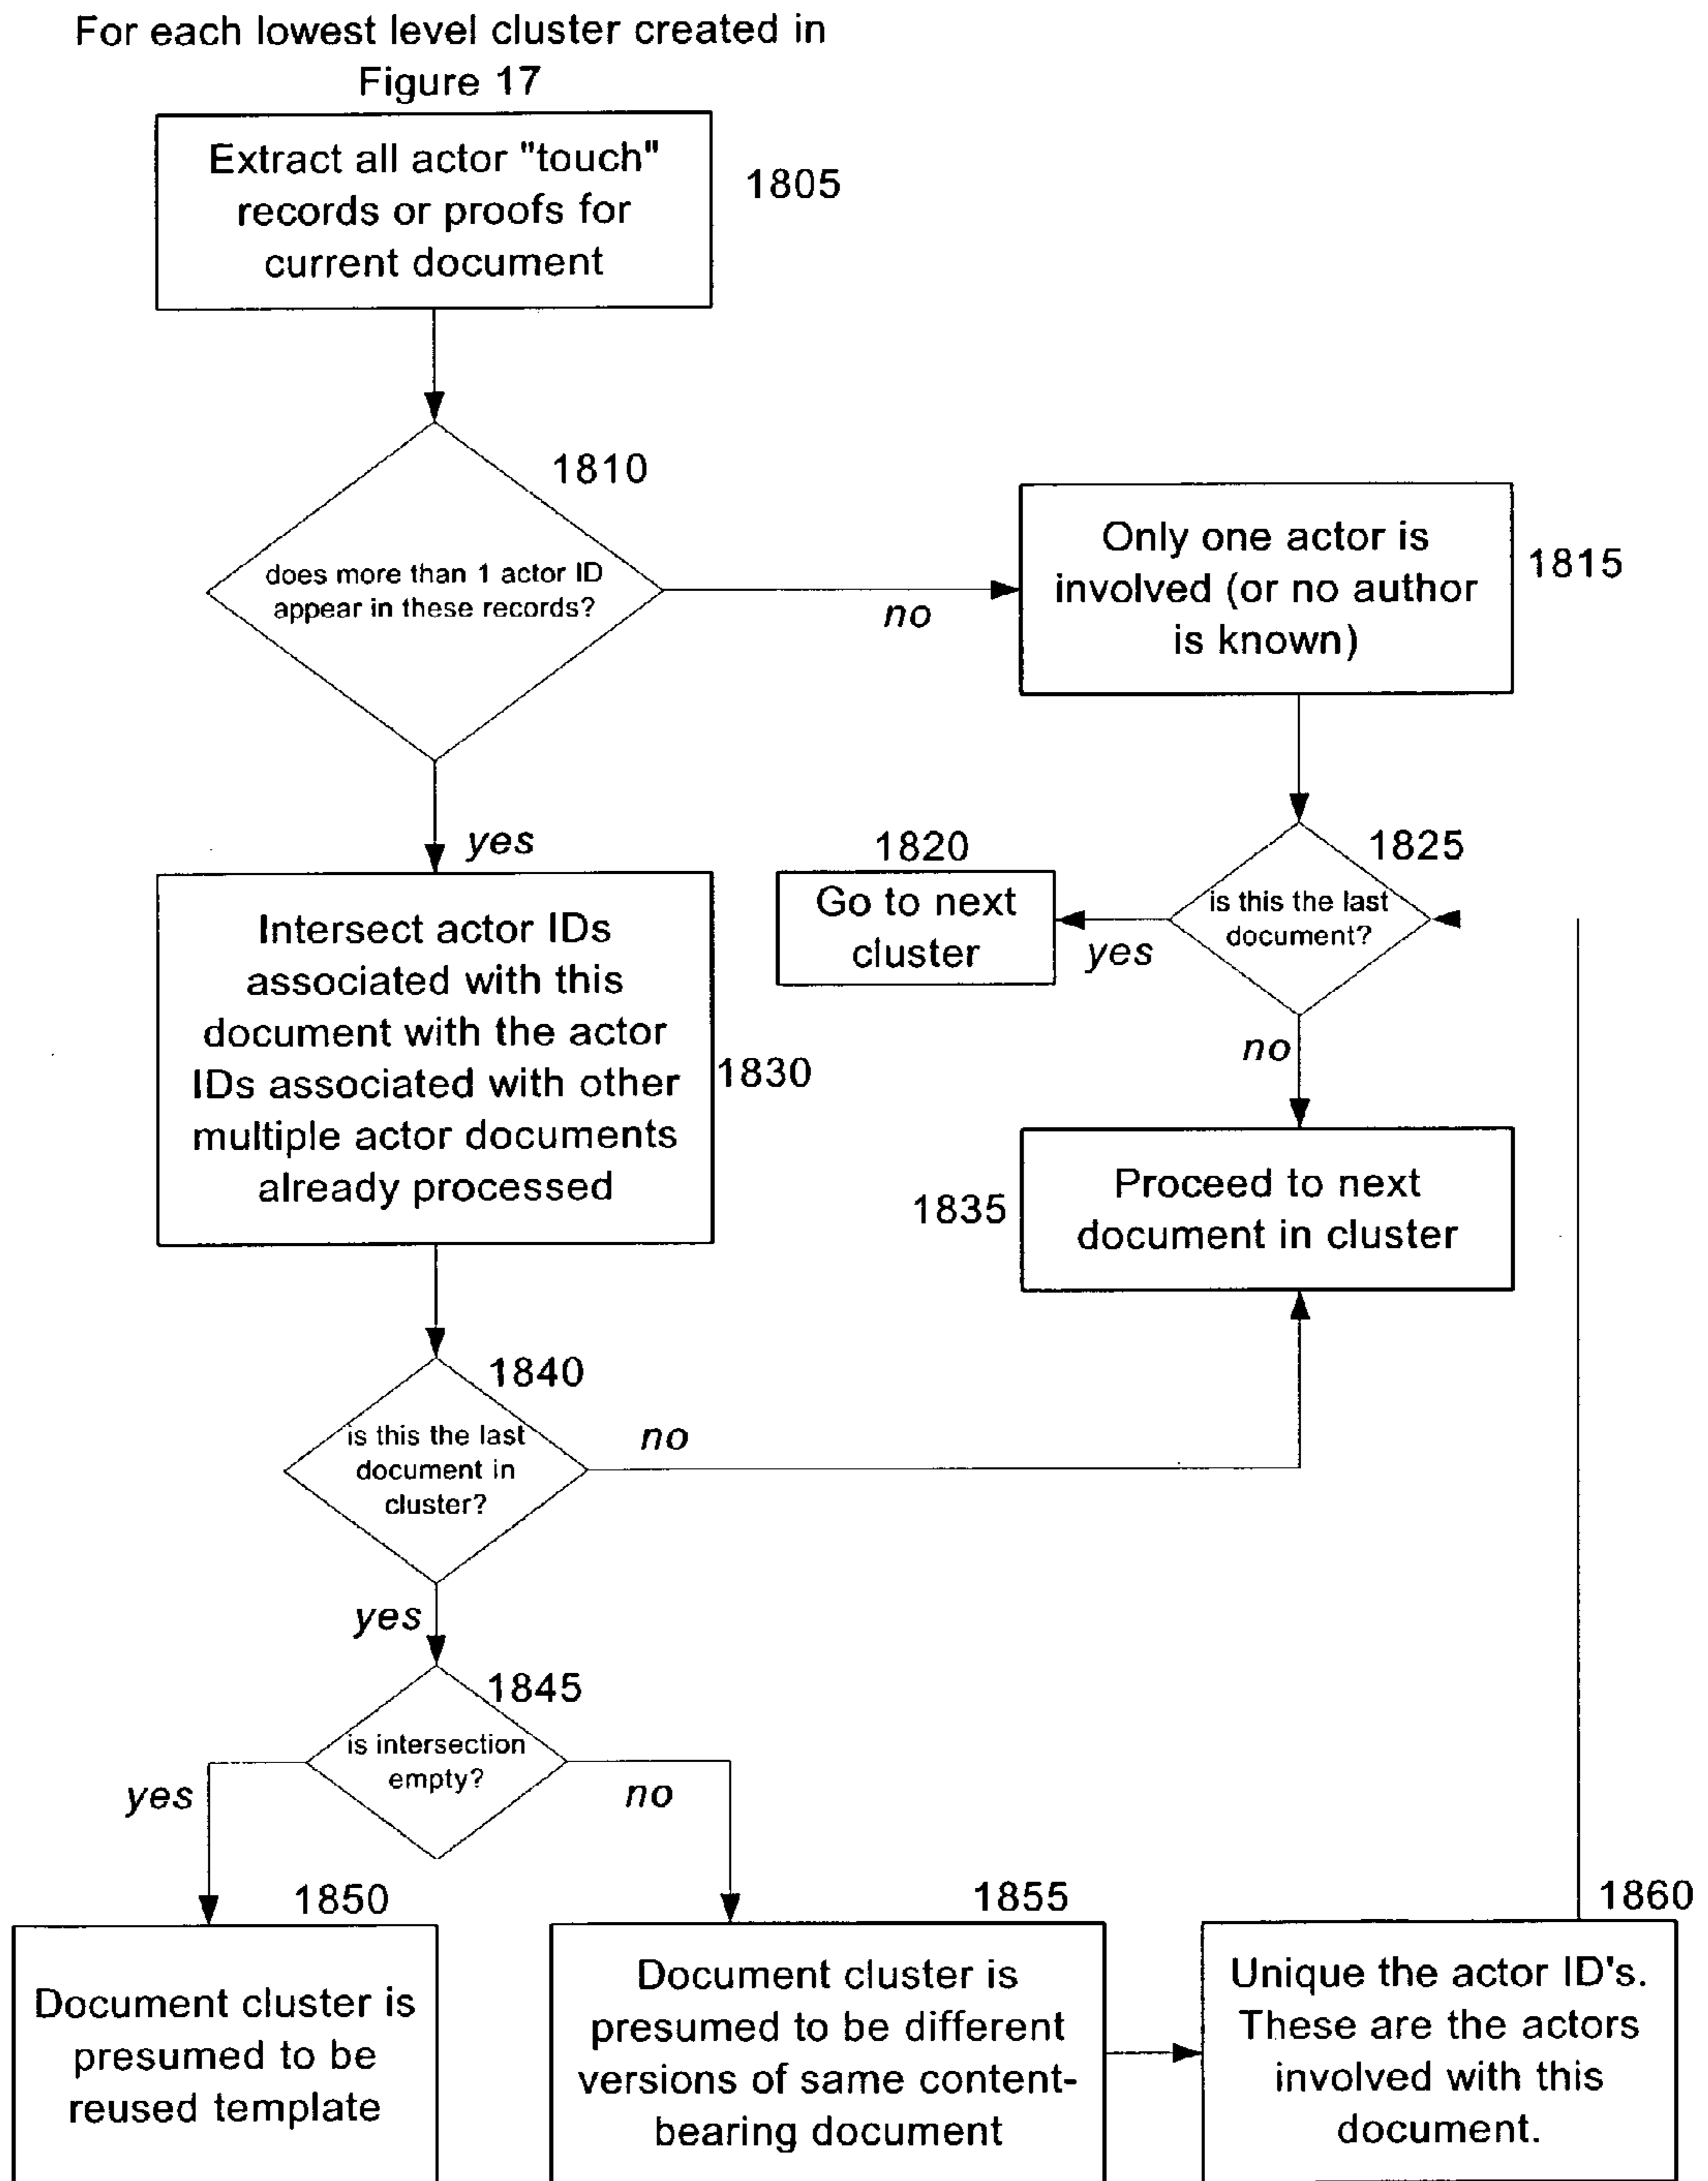 For each lowest level cluster created in
Figure 17
Extract all actor "touch"
records or proofs for
current document
1805
1810
does more than 1 actor ID
appear in these records?
no
Only one actor is
involved (or no author
is known)
1815
yes
1820
Go to next
cluster
1825
is this the last
document?
yes
no
Intersect actor IDs
associated with this
document with the actor
IDs associated with other
multiple actor documents
already processed
1830
1835
Proceed to next
document in cluster
1840
is this the last
document in
cluster?
no
yes
1845
is intersection
empty?
yes
no
1850
Document cluster is
presumed to be
reused template
1855
Document cluster is
presumed to be different
versions of same content-
bearing document
1860
Unique the actor ID's.
These are the actors
involved with this
document.